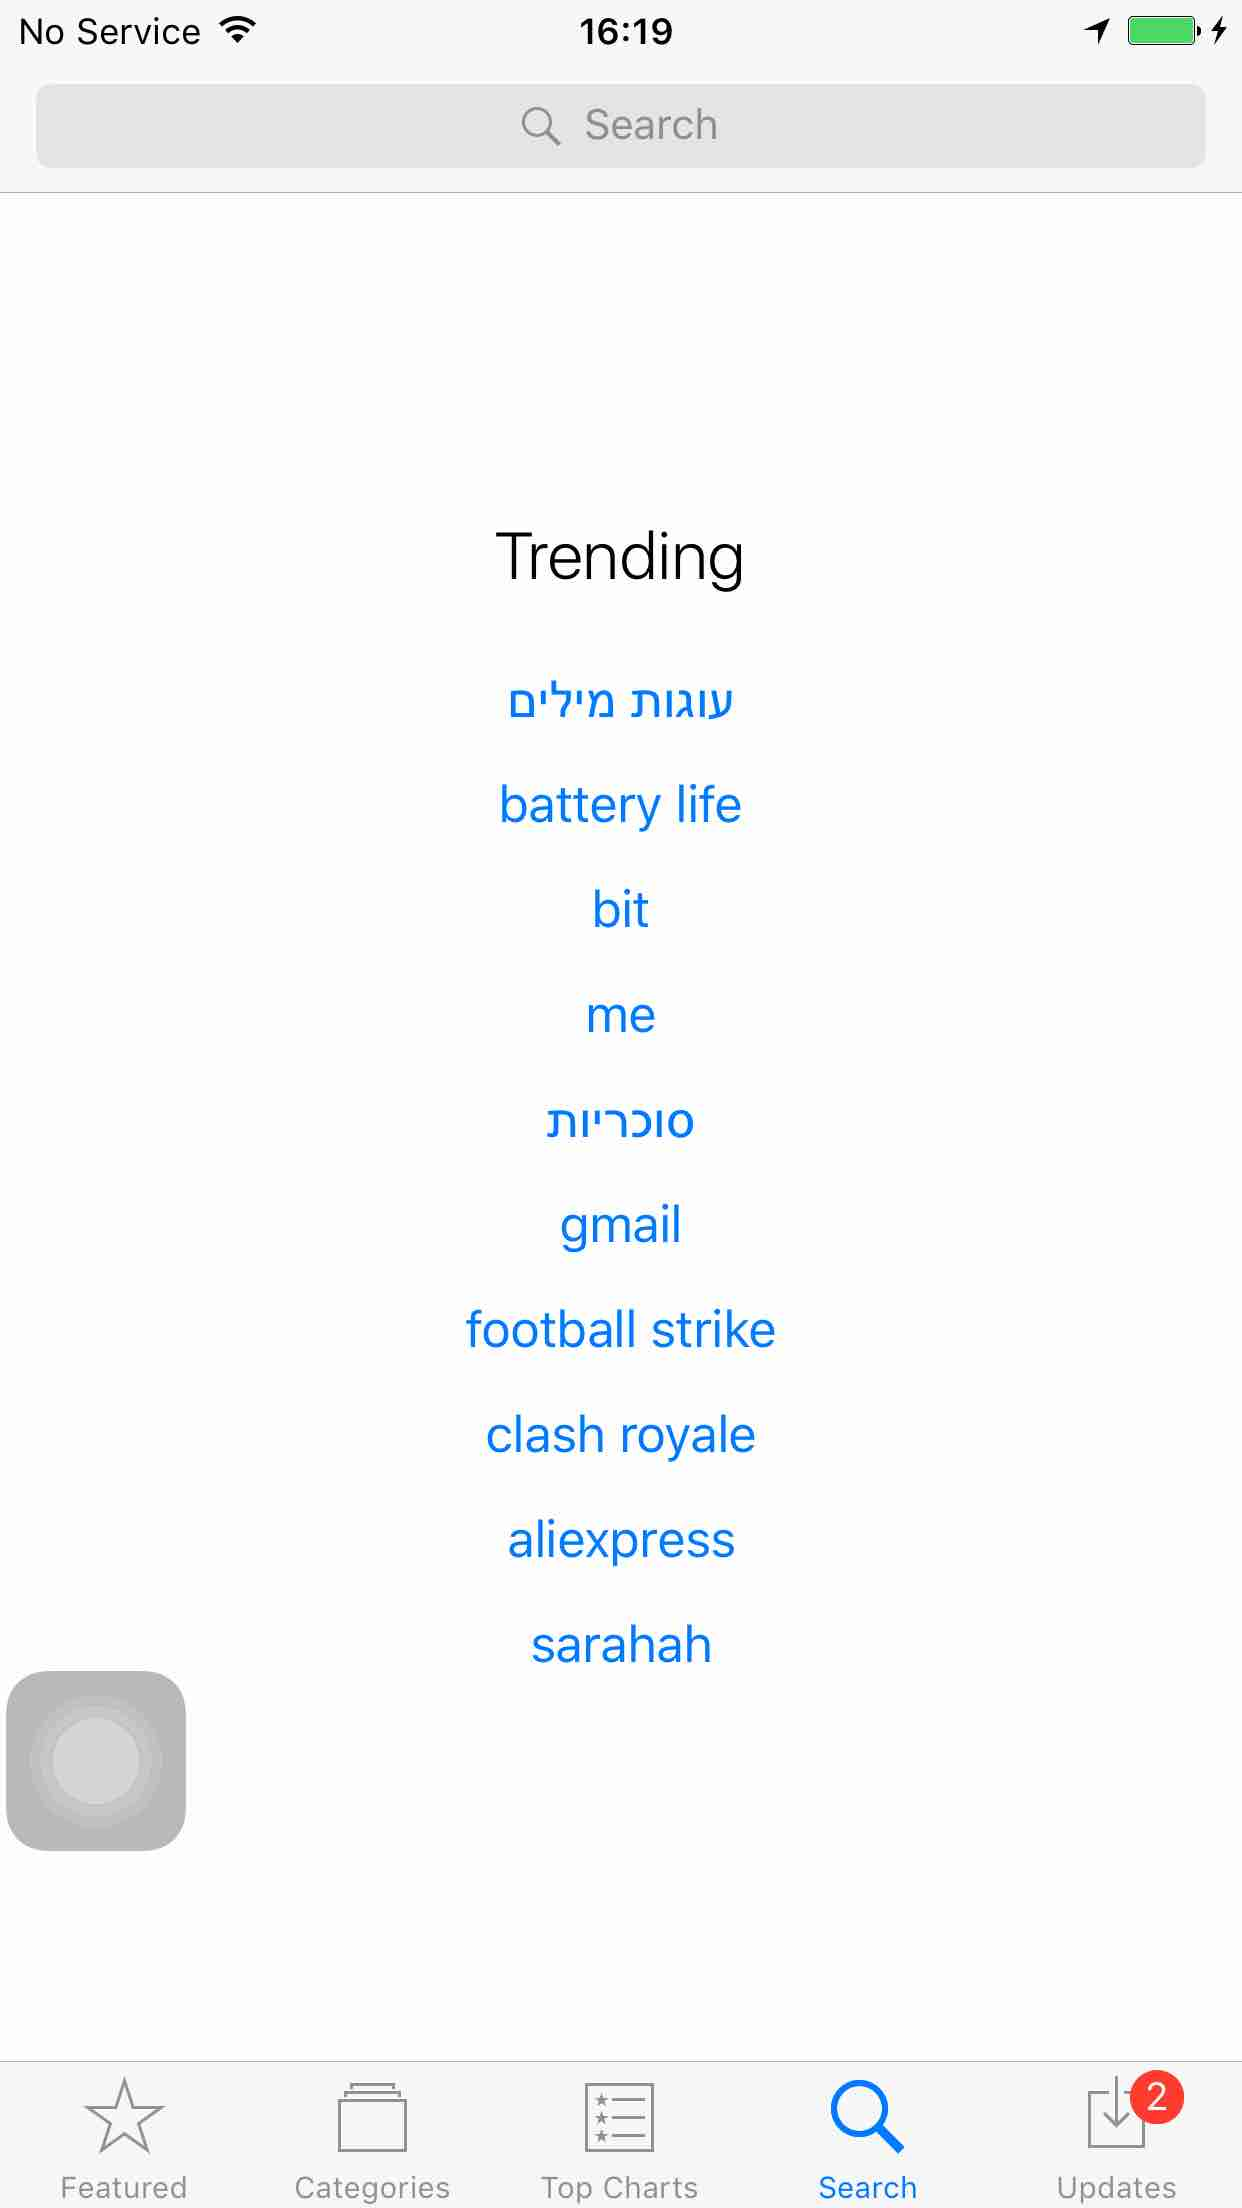 No Service 16:19
Search
Trending
עוגות מילים
battery life
bit
me
סוכריות
gmail
football strike
clash royale
aliexpress
sarahah
2
Featured Categories Top Charts Search Updates